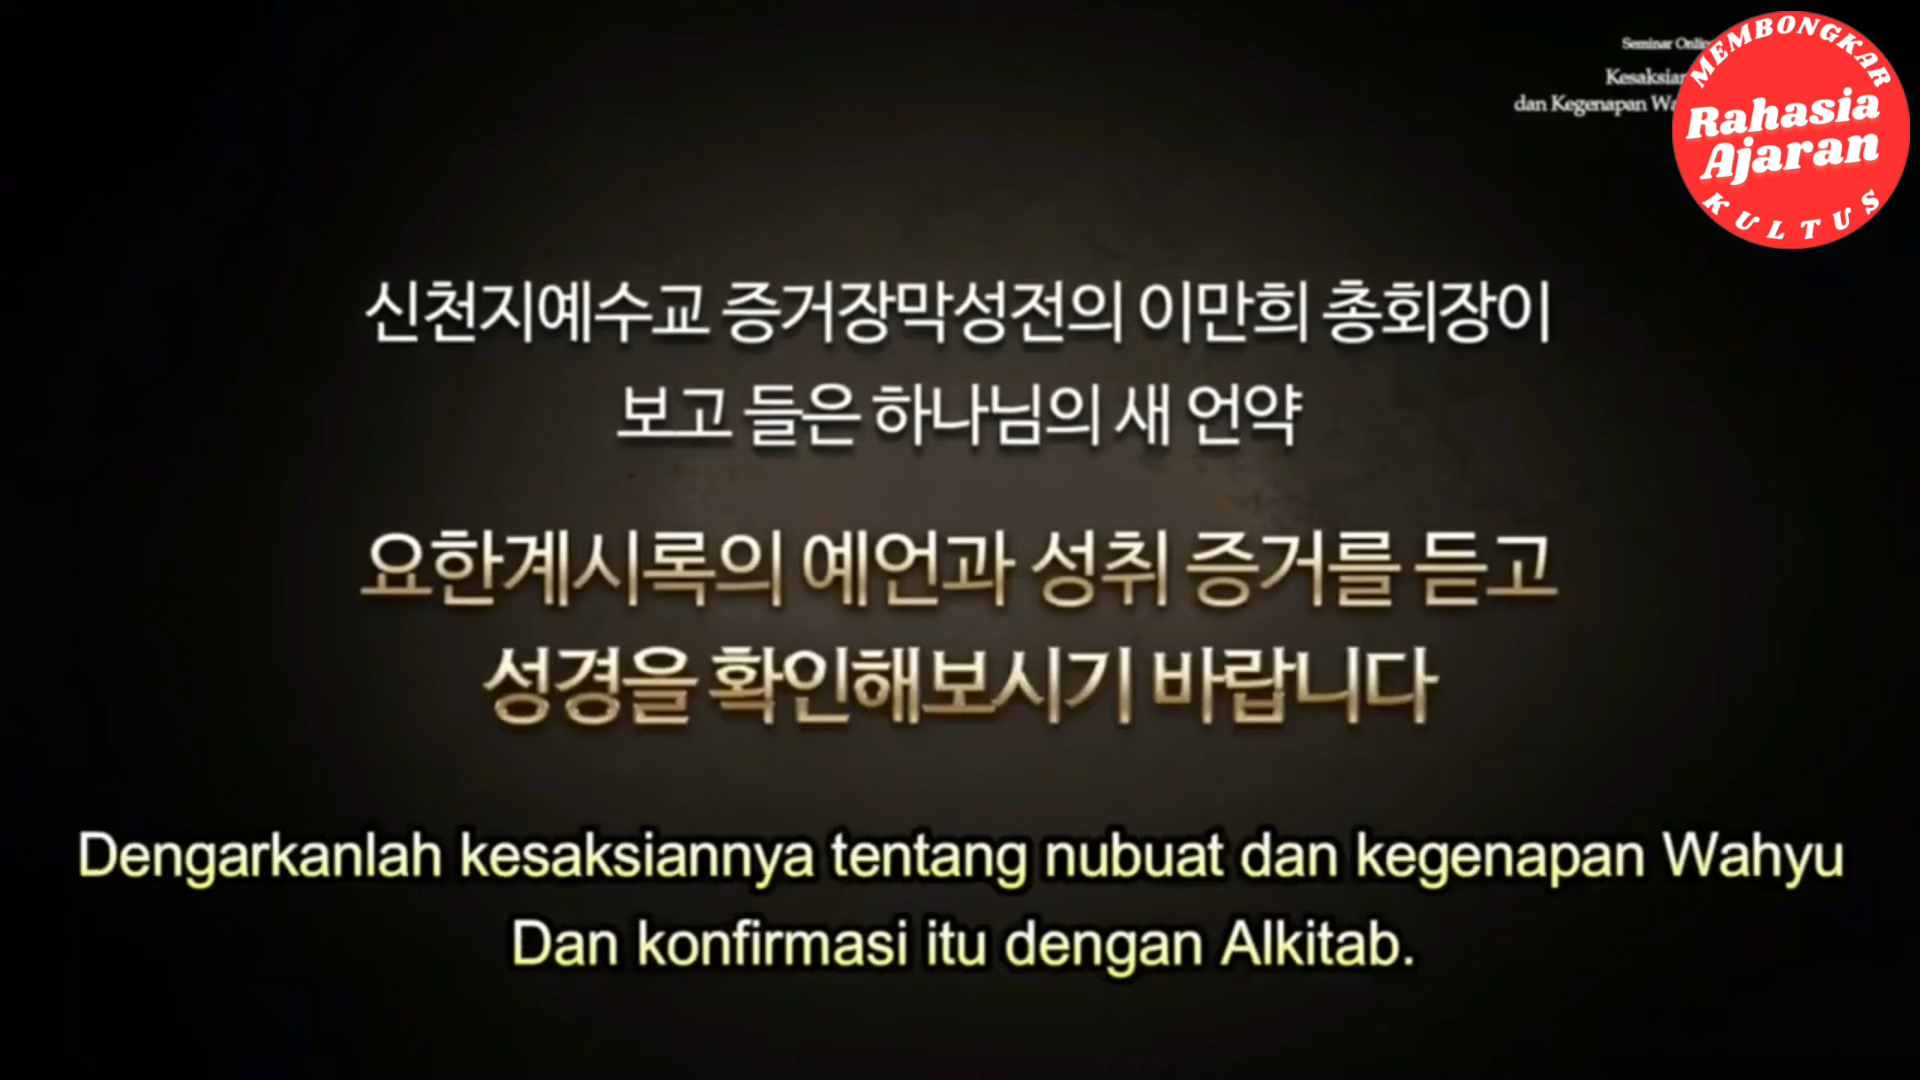 Seminar
Kesaksian
dan Kegenapan
MEMBONGKAR
Rahasia
Ajaran
KULTUS
신천지예수교 증거장막성전의 이만희 총회장이
보고 들은 하나님의 새 언약
요한계시록의 예언과 성취 증거를 듣고
성경을 확인해보시기 바랍니다
Dengarkanlah kesaksiannya tentang nubuat dan kegenapan Wahyu
Dan konfirmasi itu dengan Alkitab.